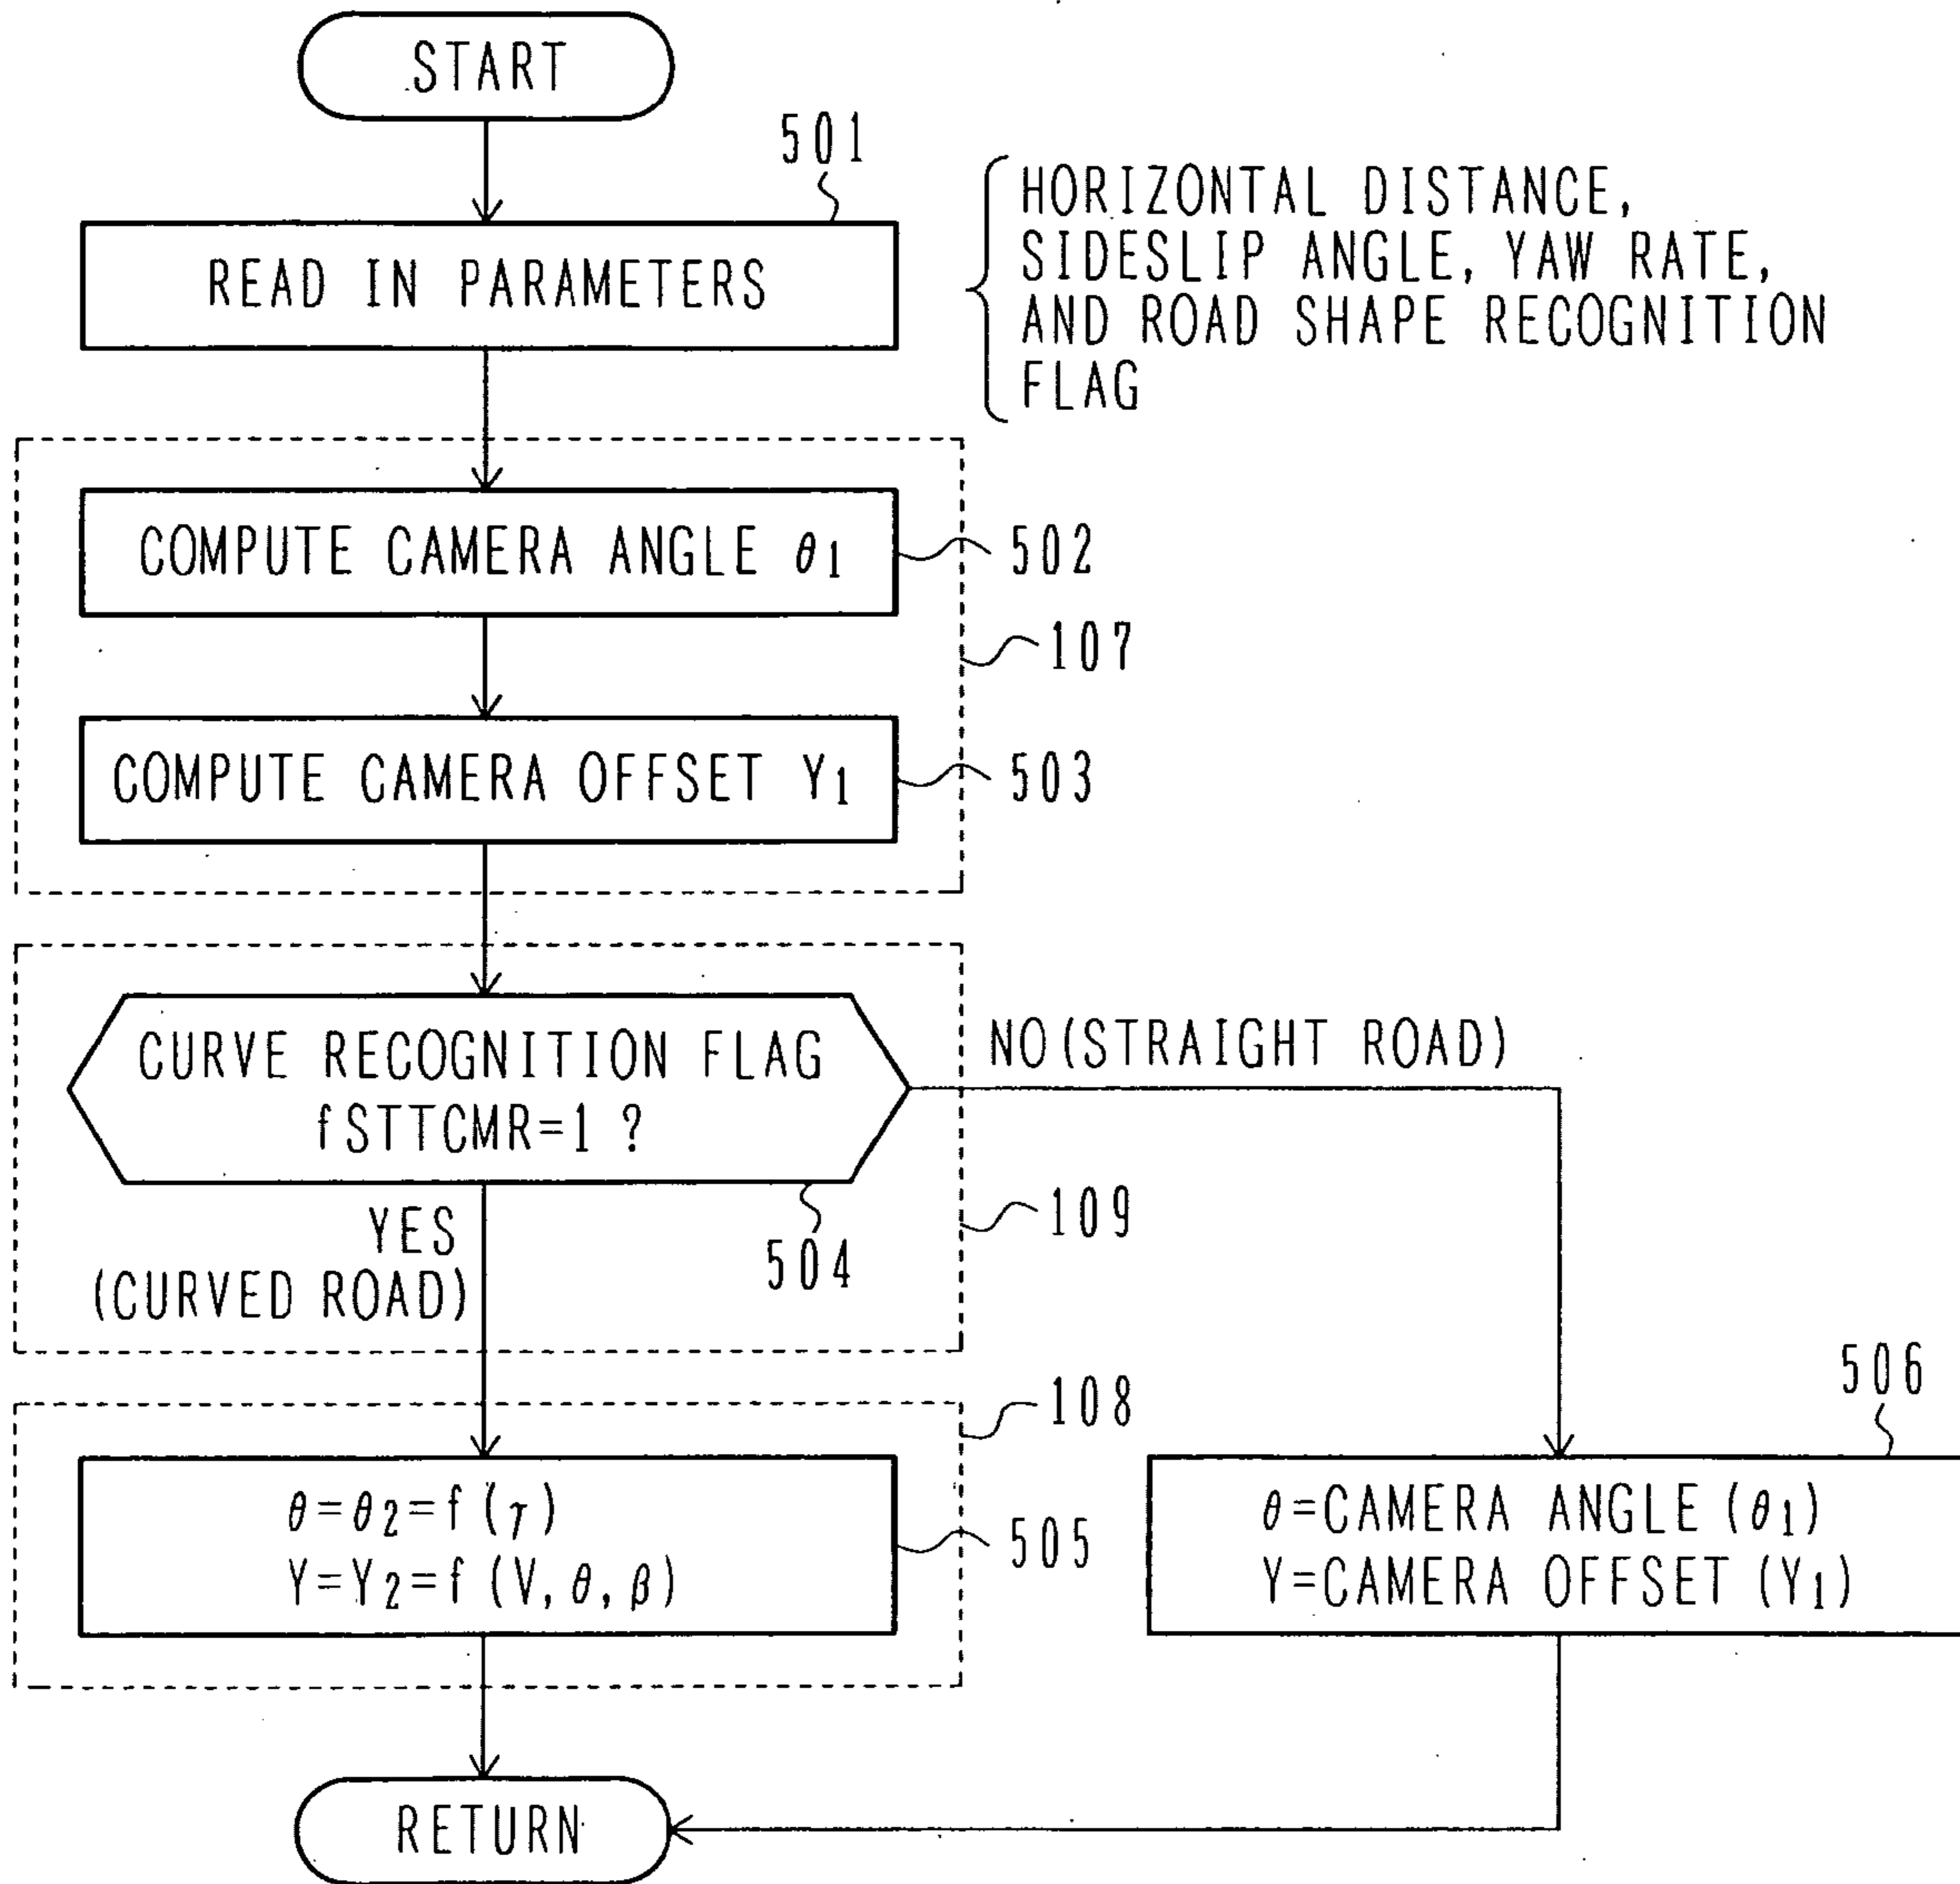 START
501
READ IN PARAMETERS
HORIZONTAL DISTANCE,
SIDESLIP ANGLE, YAW RATE,
AND ROAD SHAPE RECOGNITION
FLAG
COMPUTE CAMERA ANGLE θ1
502
107
COMPUTE CAMERA OFFSET Y1
503
CURVE RECOGNITION FLAG
fSTTCMR=1 ?
NO (STRAIGHT ROAD)
YES
(CURVED ROAD)
504
109
108
θ=θ2=f(γ)
Y=Y2=f(V, θ, β)
505
506
θ=CAMERA ANGLE (θ1)
Y=CAMERA OFFSET (Y1)
RETURN